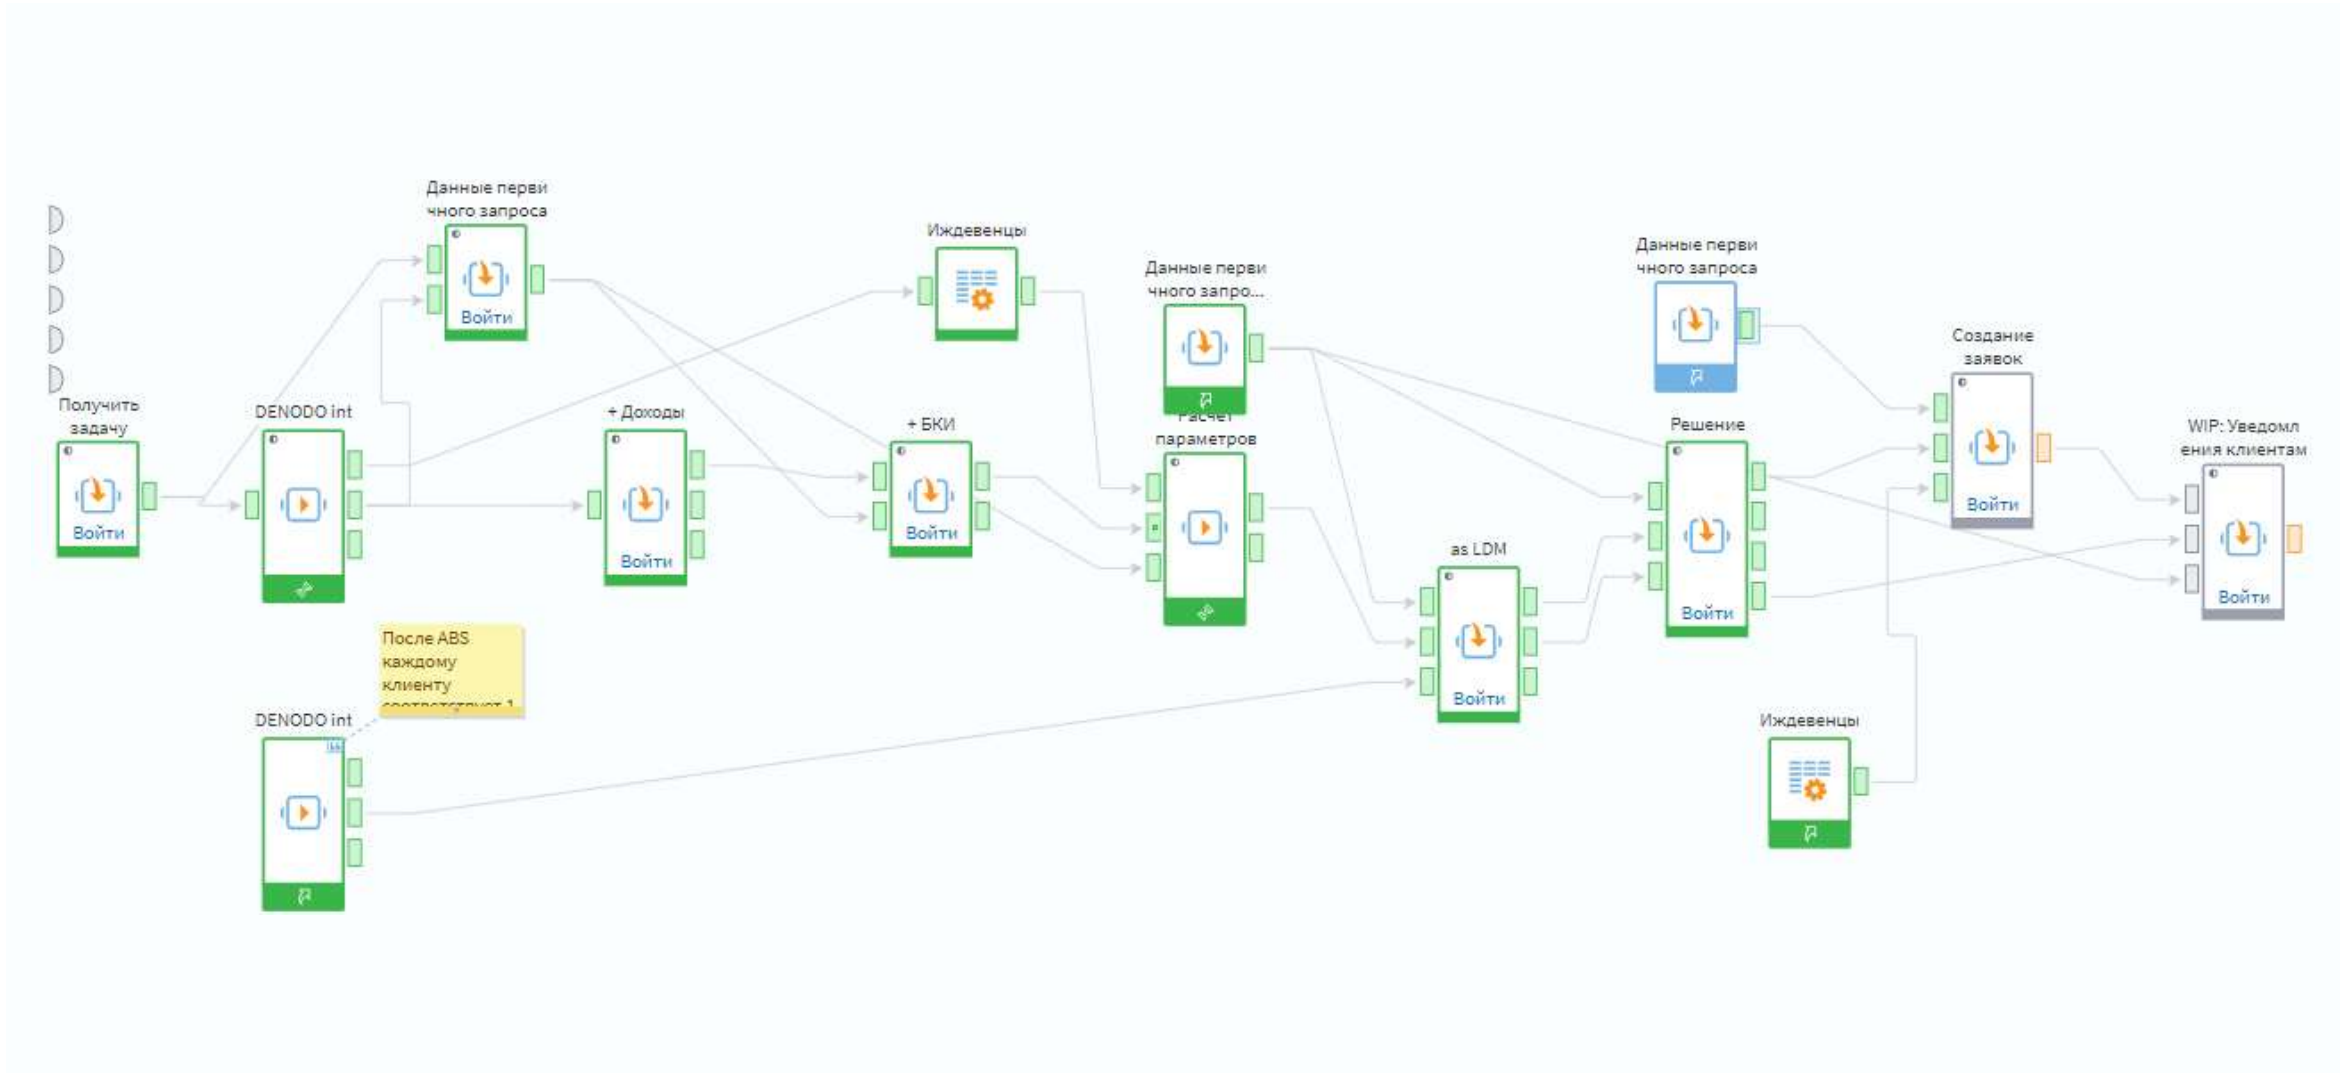 Данные перви
чного запроса
Иждевенцы
Данные перви
чного запро...
Данные перви
чного запроса
Создание
заявок
Получить
задачу
DENODO int
+ Доходы
+ БКИ
Расчет
параметров
Решение
WIP: Уведомл
ения клиентам
as LDM
Войти
Войти
Войти
Войти
Войти
Войти
Войти
Войти
После ABS
каждому
клиенту
соответствует 1
DENODO int
Иждевенцы